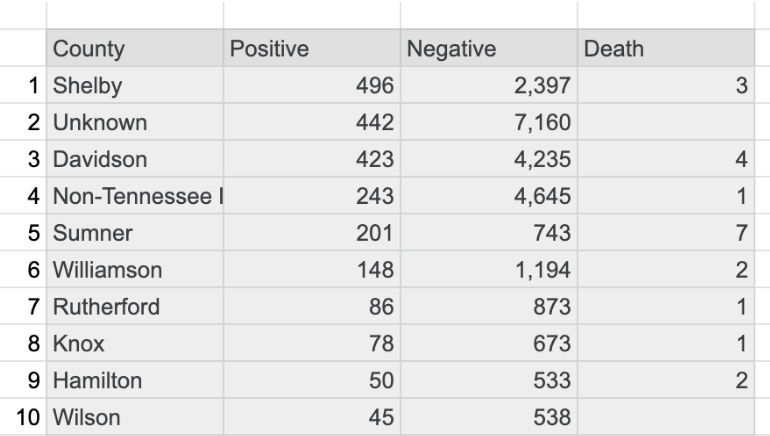 County Positive Negative Death
1 Shelby 496 2,397 3
2 Unknown 442 7,160
3 Davidson 423 4,235 4
4 Non-Tennessee 243 4,645 1
5 Sumner 201 743 7
6 Williamson 148 1,194 2
7 Rutherford 86 873 1
8 Knox 78 673 1
9 Hamilton 50 533 2
10 Wilson 45 538